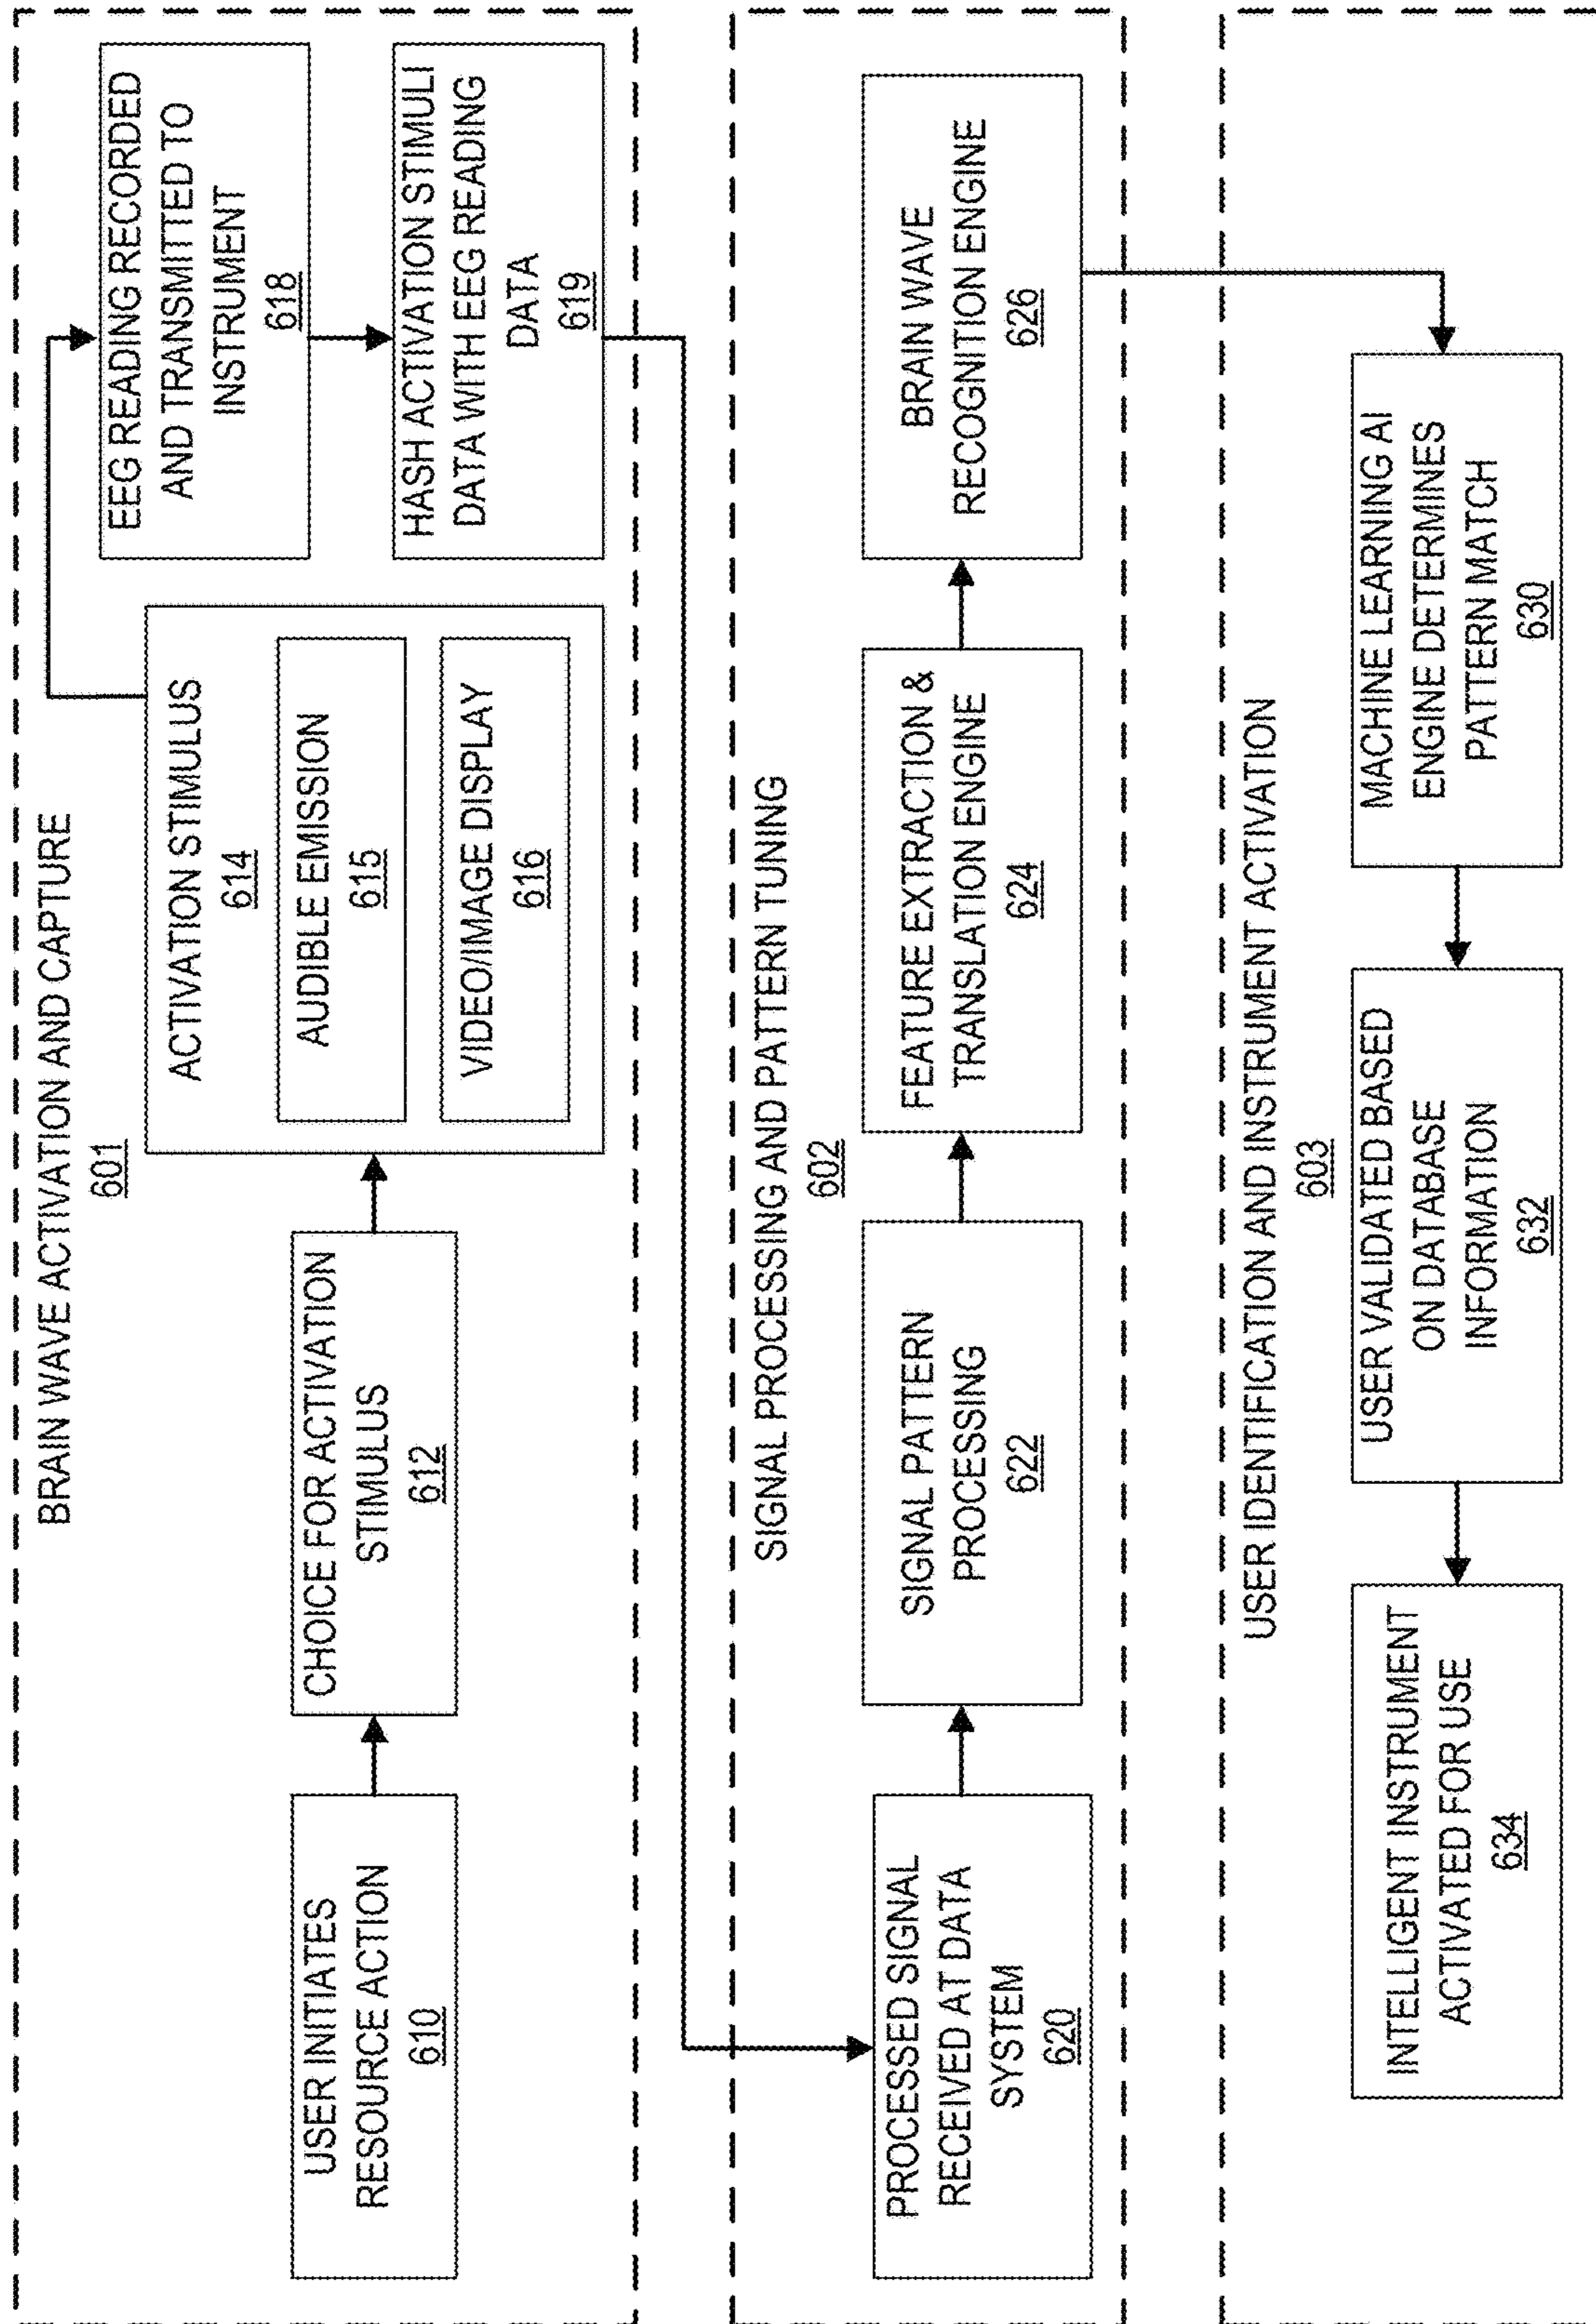 BRAIN WAVE ACTIVATION AND CAPTURE
601
USER INITIATES
RESOURCE ACTION
610
CHOICE FOR ACTIVATION
STIMULUS
612
ACTIVATION STIMULUS
614
AUDIBLE EMISSION
615
VIDEO/IMAGE DISPLAY
616
EEG READING RECORDED
AND TRANSMITTED TO
INSTRUMENT
618
HASH ACTIVATION STIMULI
DATA WITH EEG READING
DATA
619
SIGNAL PROCESSING AND PATTERN TUNING
602
PROCESSED SIGNAL
RECEIVED AT DATA
SYSTEM
620
SIGNAL PATTERN
PROCESSING
622
FEATURE EXTRACTION &
TRANSLATION ENGINE
624
BRAIN WAVE
RECOGNITION ENGINE
626
USER IDENTIFICATION AND INSTRUMENT ACTIVATION
603
INTELLIGENT INSTRUMENT
ACTIVATED FOR USE
634
USER VALIDATED BASED
ON DATABASE
INFORMATION
632
MACHINE LEARNING AI
ENGINE DETERMINES
PATTERN MATCH
630